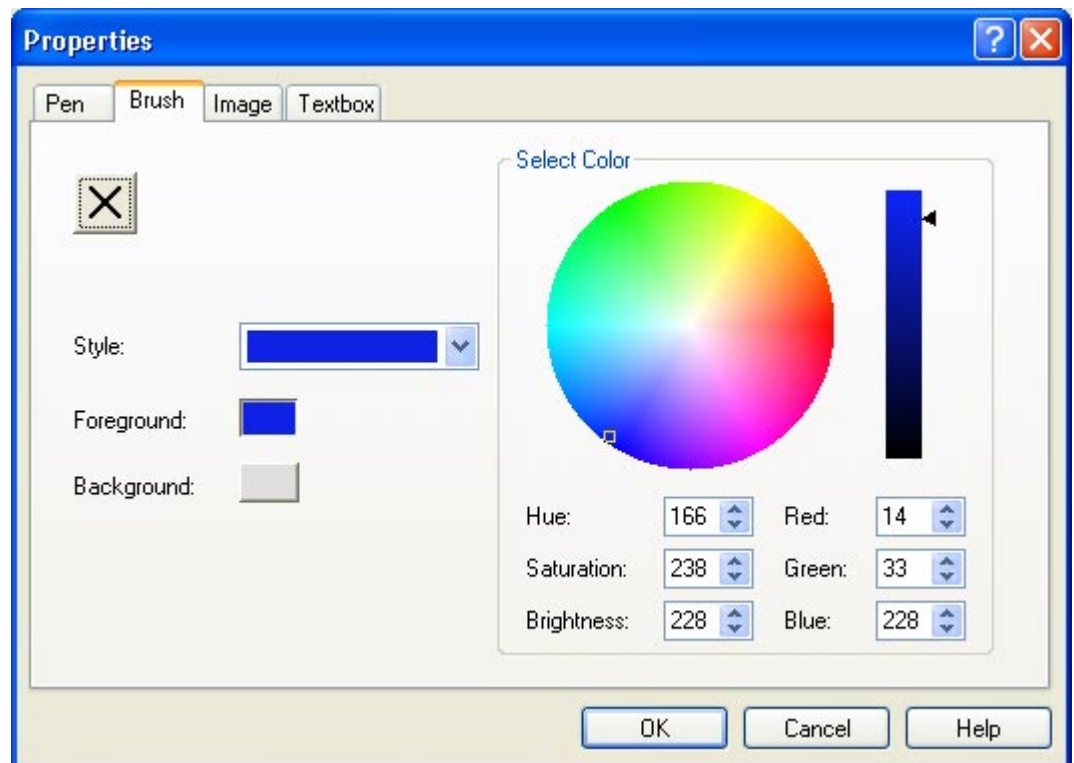 Properties
Pen Brush Image Textbox
Select Color
Style:
Foreground:
Background:
Hue: 166 Red: 14
Saturation: 238 Green: 33
Brightness: 228 Blue: 228
OK Cancel Help